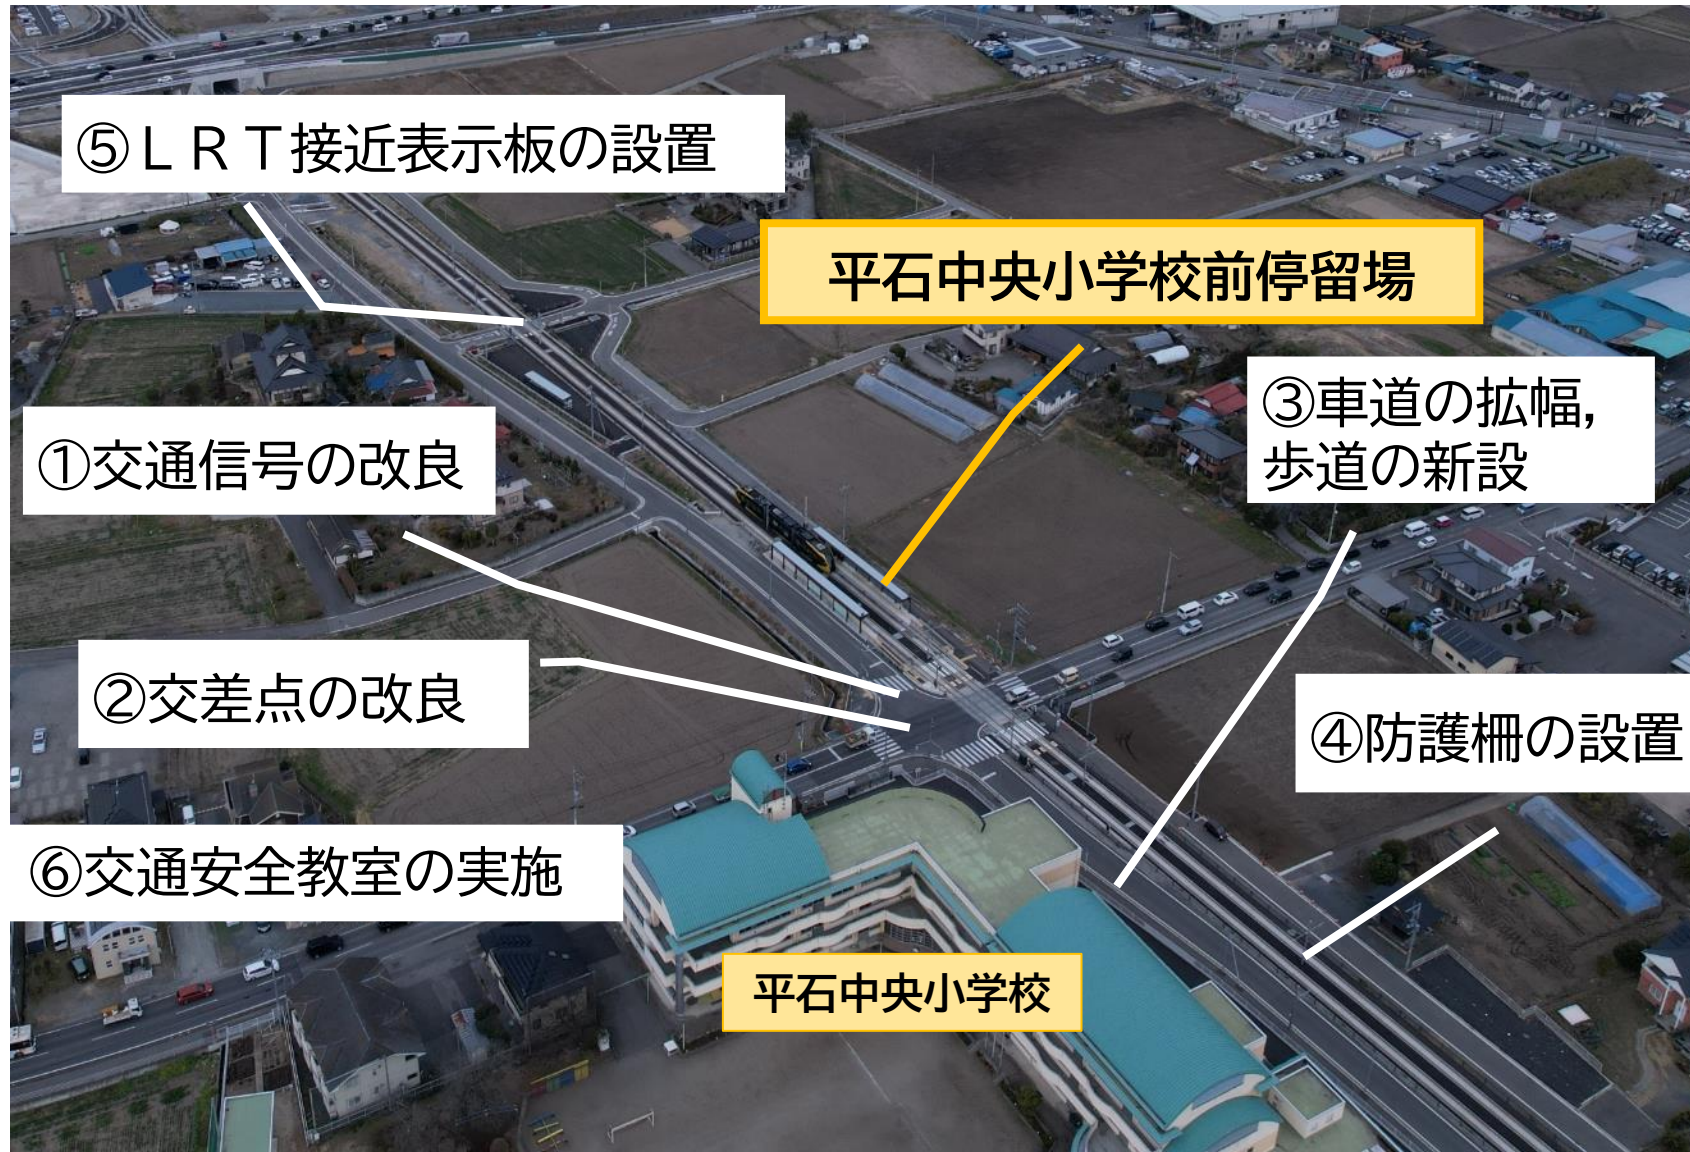 ⑤ＬＲＴ接近表示板の設置
平石中央小学校前停留場
③車道の拡幅，
歩道の新設
①交通信号の改良
②交差点の改良
④防護柵の設置
⑥交通安全教室の実施
平石中央小学校